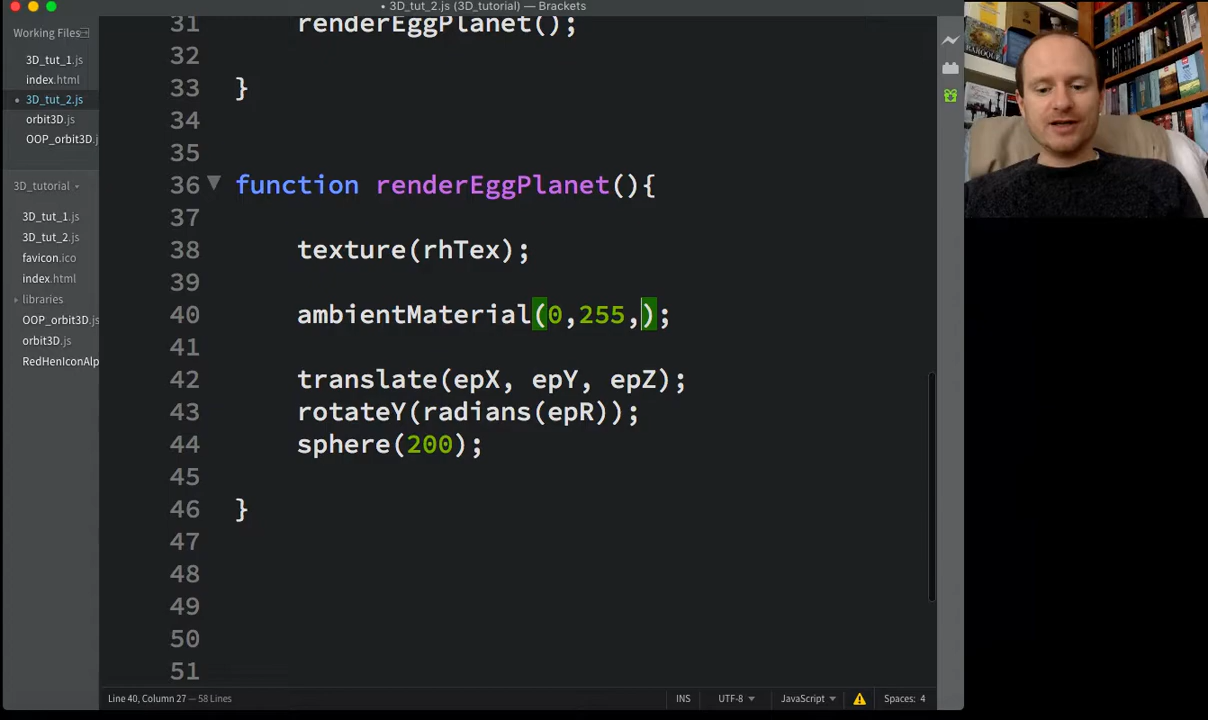 3D_tut_2.js (3D_tutorial) — Brackets
Working Files
3D_tut_1.js
index.html
3D_tut_2.js
orbit3D.js
OOP_orbit3D.j
3D_tutorial
3D_tut_1.js
3D_tut_2.js
favicon.ico
index.html
libraries
OOP_orbit3D.js
orbit3D.js
RedHenIconAlp
31 renderEggPlanet();
32
33 }
34
35
36 function renderEggPlanet(){
37
38 texture(rhTex);
39
40 ambientMaterial(0,255,);
41
42 translate(epX, epY, epZ);
43 rotateY(radians(epR));
44 sphere(200);
45
46 }
47
48
49
50
51
Line 40, Column 27 — 58 Lines
INS
UTF-8
JavaScript
Spaces: 4
BAROQUE